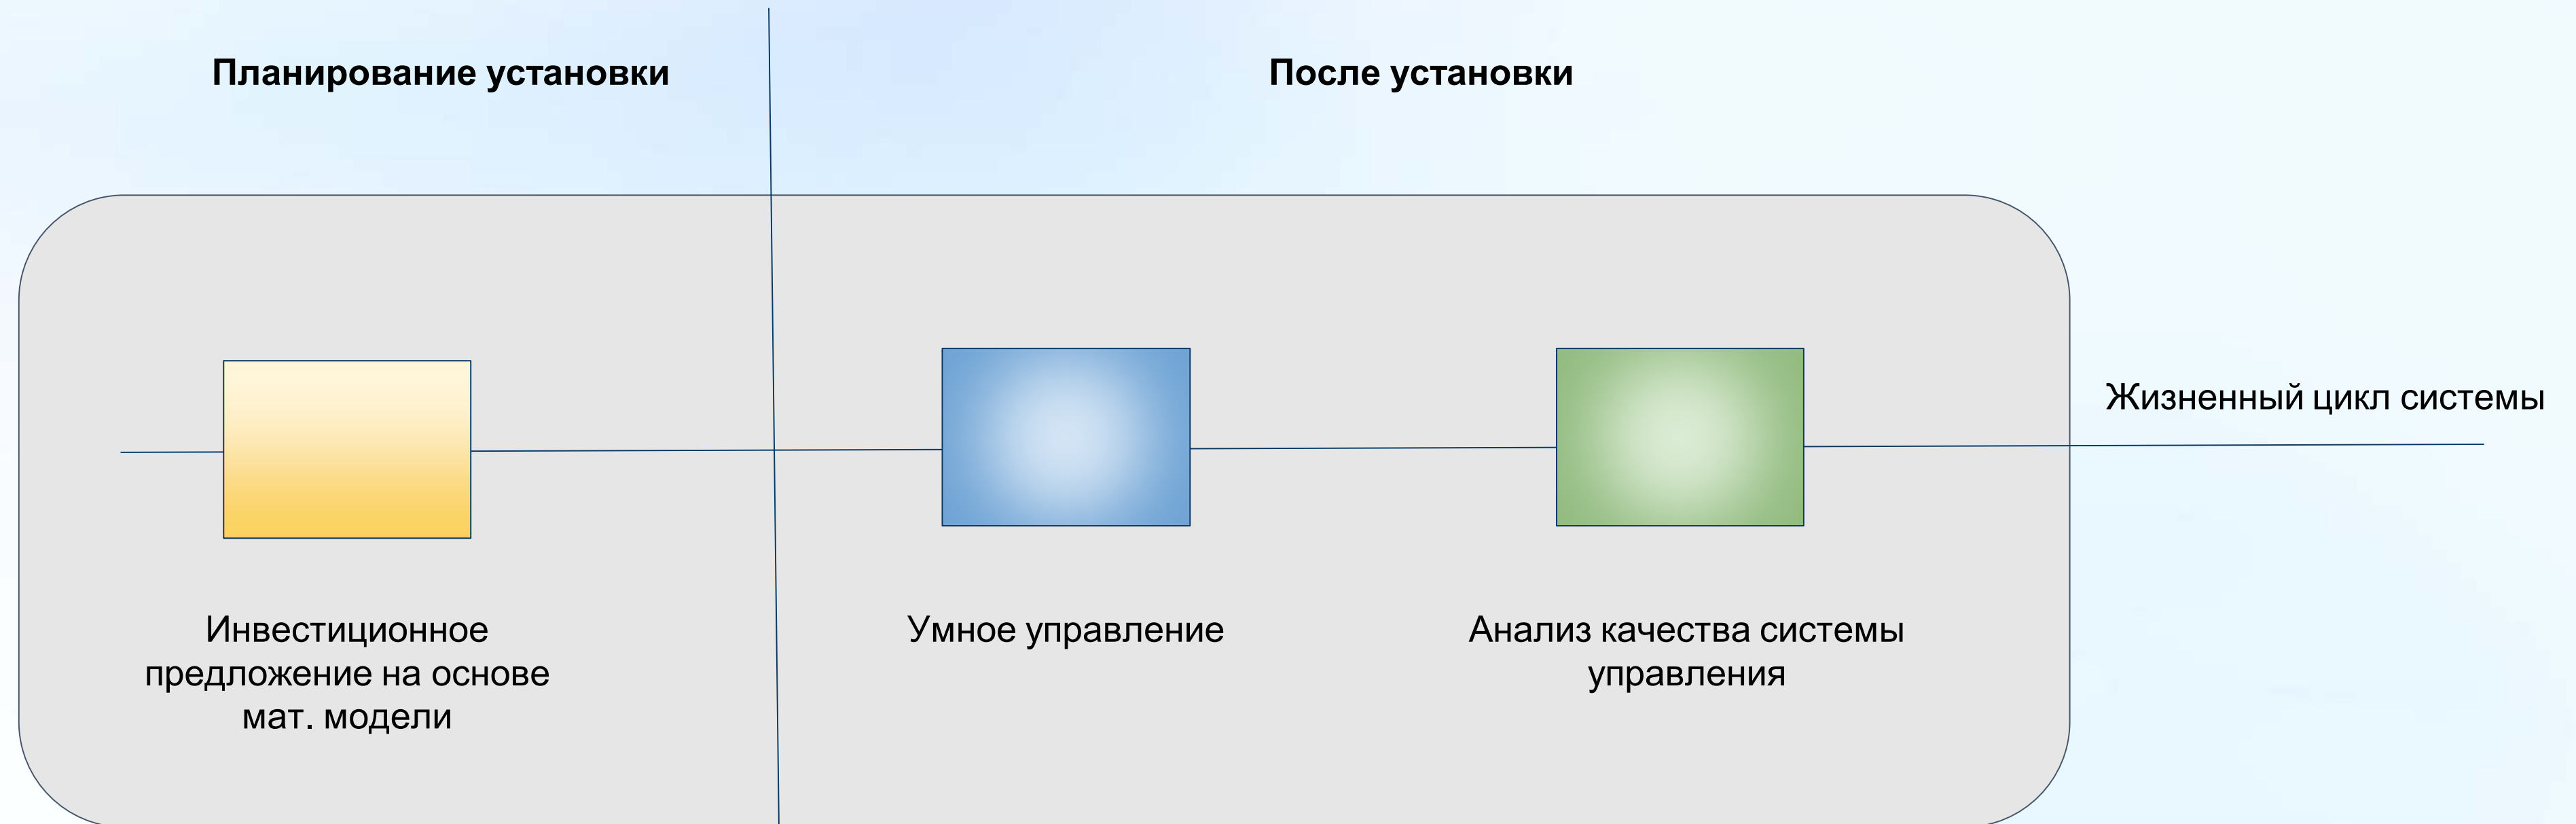 Планирование установки
После установки
Жизненный цикл системы
Инвестиционное
предложение на основе
мат. модели
Умное управление
Анализ качества системы
управления